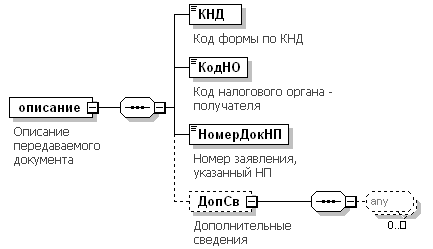 КНД
Код формы по КНД
КодНО
Код налогового органа -
получателя
описание
Описание
передаваемого
документа
НомерДокНП
Номер заявления,
указанный НП
ДопСв
Дополнительные
сведения
any
0..